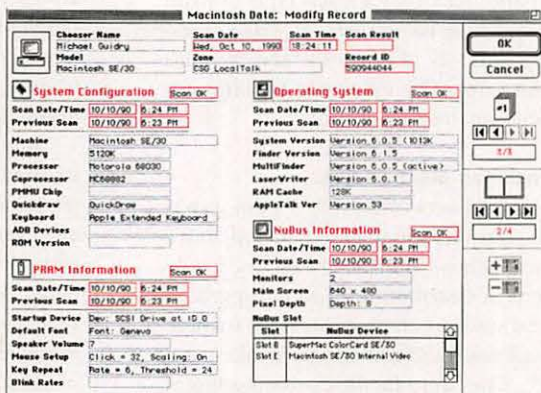 Macintosh Data: Modify Record
Chooser Name
Michael Guidry
Scan Date
Wed, Oct 10, 1990
Scan Time
18:24:11
Scan Result
Model
Macintosh SE/30
Zone
CSG LocalTalk
Record ID
590944044
OK
Cancel
System Configuration
Scan OK
Scan Date/Time 10/10/90 6:24 PM
Previous Scan 10/10/90 6:23 PM
Machine Macintosh SE/30
Memory 5120K
Processor Motorola 68030
Coprocessor MC68882
PMMU Chip
Quickdraw QuickDraw
Keyboard Apple Extended Keyboard
ADB Devices
ROM Version
PRAM Information
Scan OK
Scan Date/Time 10/10/90 6:24 PM
Previous Scan 10/10/90 6:23 PM
Startup Device Dev: SCSI Drive at ID 0
Default Font Font: Geneva
Speaker Volume 7
Mouse Setup Click = 32, Scaling: On
Key Repeat Rate = 6, Threshold = 24
Blink Rates
Operating System
Scan OK
Scan Date/Time 10/10/90 6:24 PM
Previous Scan 10/10/90 6:23 PM
System Version Version 6.0.5 (1013K
Finder Version Version 6.1.5
MultiFinder Version 6.0.5 (active)
LaserWriter Version 6.0.1
RAM Cache 128K
AppleTalk Ver Version 53
NuBus Information
Scan OK
Scan Date/Time 10/10/90 6:24 PM
Previous Scan 10/10/90 6:23 PM
Monitors 2
Main Screen 640 x 480
Pixel Depth Depth: 8
NuBus Slot
Slot NuBus Device
Slot B SuperMac ColorCard SE/30
Slot E Macintosh SE/30 Internal Video
#1
3/3
2/4